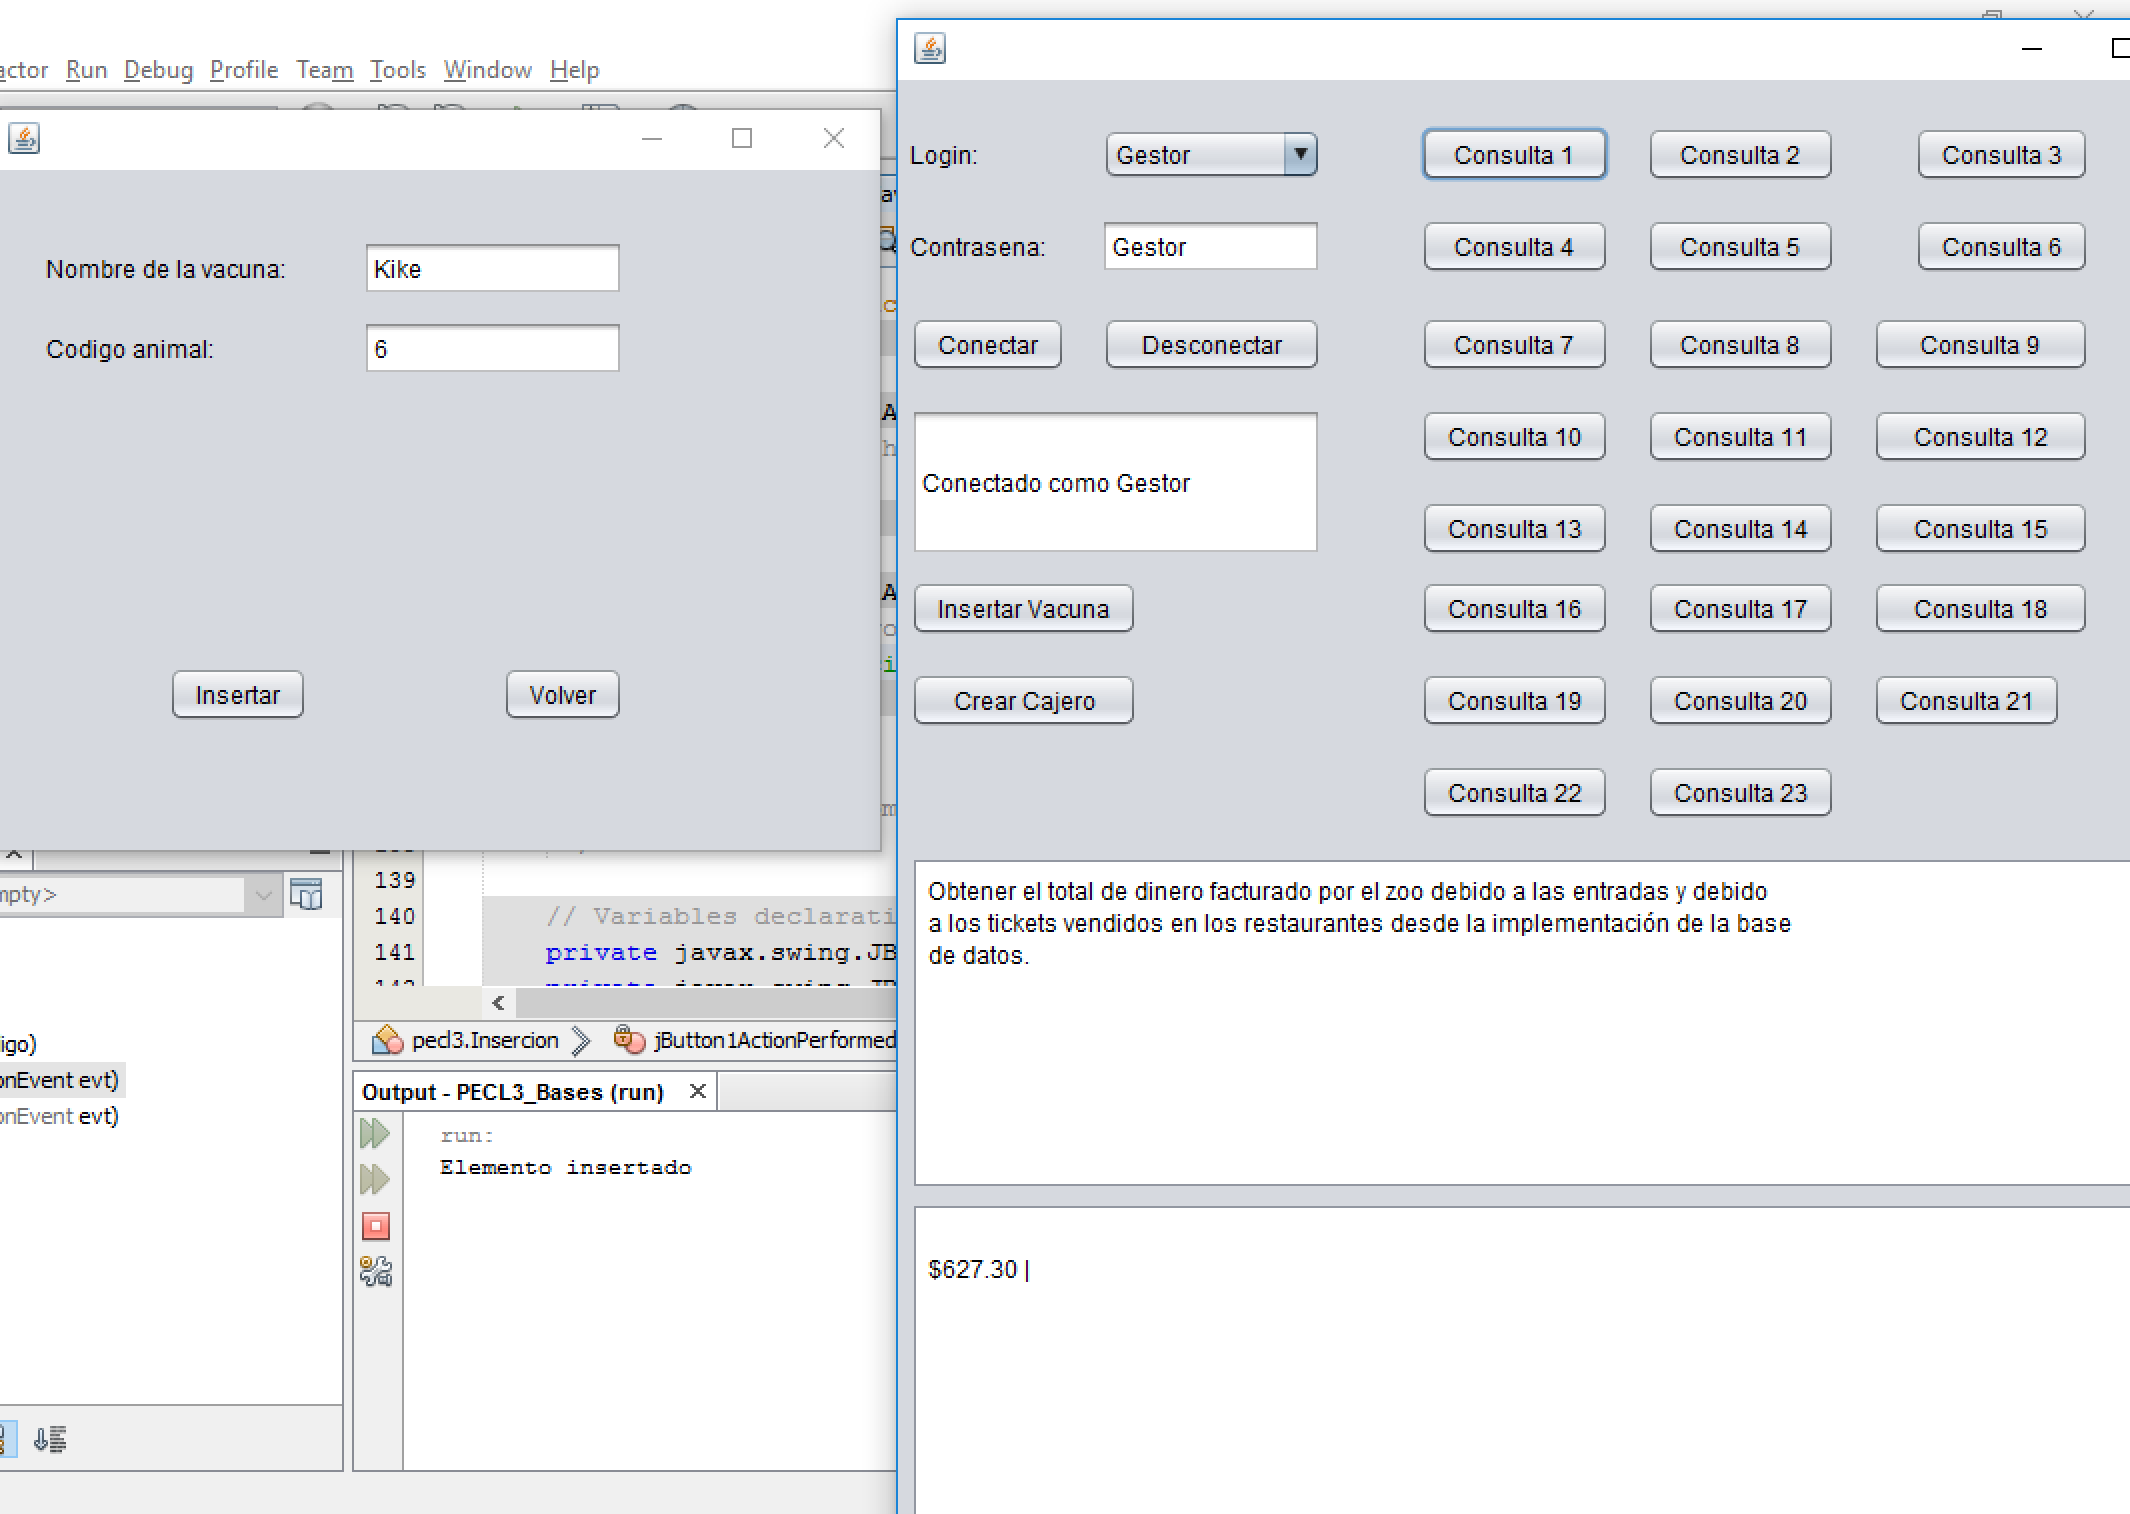 Run Debug Profile Team Tools Window Help
Nombre de la vacuna: Kike
Codigo animal: 6
Insertar Volver
139
140 // Variables
141 private javax.swing.JB
pecl3.Insercion jButton1ActionPerformed
evt)
evt)
Output - PECL3_Bases (run)
run:
Elemento insertado
Login: Gestor
Contrasena: Gestor
Conectar Desconectar
Conectado como Gestor
Insertar Vacuna
Crear Cajero
Consulta 1 Consulta 2 Consulta 3
Consulta 4 Consulta 5 Consulta 6
Consulta 7 Consulta 8 Consulta 9
Consulta 10 Consulta 11 Consulta 12
Consulta 13 Consulta 14 Consulta 15
Consulta 16 Consulta 17 Consulta 18
Consulta 19 Consulta 20 Consulta 21
Consulta 22 Consulta 23
Obtener el total de dinero facturado por el zoo debido a las entradas y debido
a los tickets vendidos en los restaurantes desde la implementación de la base
de datos.
$627.30 |